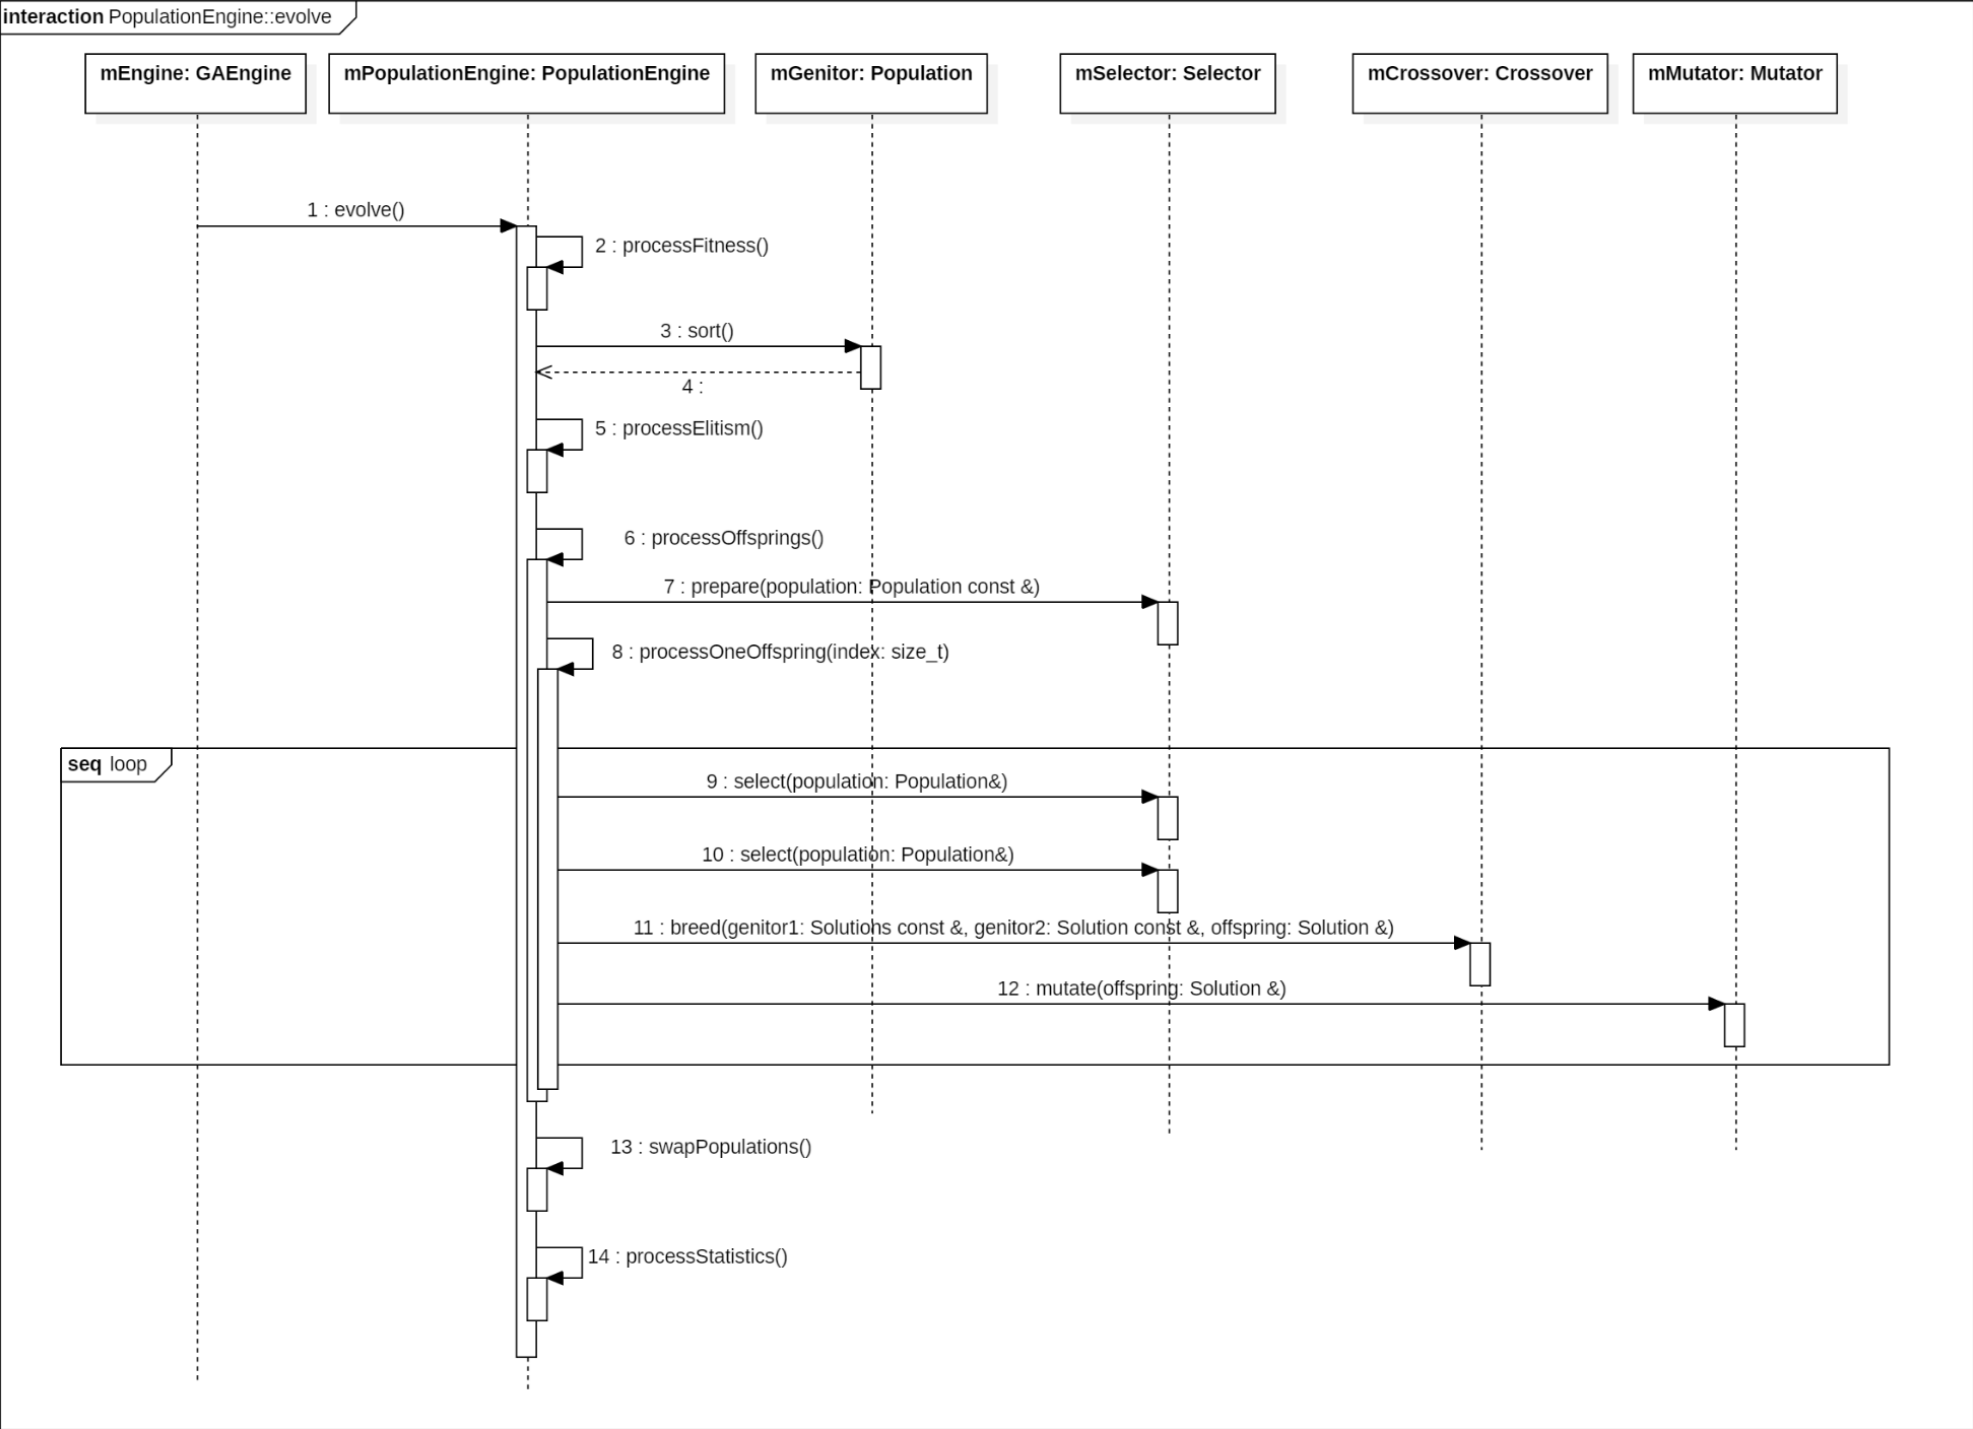 interaction PopulationEngine::evolve
mEngine: GAEngine
mPopulationEngine: PopulationEngine
mGenitor: Population
mSelector: Selector
mCrossover: Crossover
mMutator: Mutator
1 : evolve()
2 : processFitness()
3 : sort()
4 :
5 : processElitism()
6 : processOffsprings()
7 : prepare(population: Population const &)
8 : processOneOffspring(index: size_t)
seq loop
9 : select(population: Population&)
10 : select(population: Population&)
11 : breed(genitor1: Solutions const &, genitor2: Solution const &, offspring: Solution &)
12 : mutate(offspring: Solution &)
13 : swapPopulations()
14 : processStatistics()